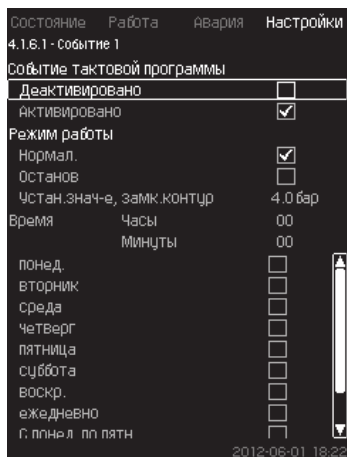 Состояние Работа Авария Настройки
4.1.6.1 - Событие 1
Событие тактовой программы
Деактивировано
Активировано
Режим работы
Нормал.
Останов
Устан.знач-е, замк.контур 4.0 бар
Время Часы 00
Минуты 00
понед.
вторник
среда
четверг
пятница
суббота
воскр.
ежедневно
С понед. по пятн
2012-06-01 18:22